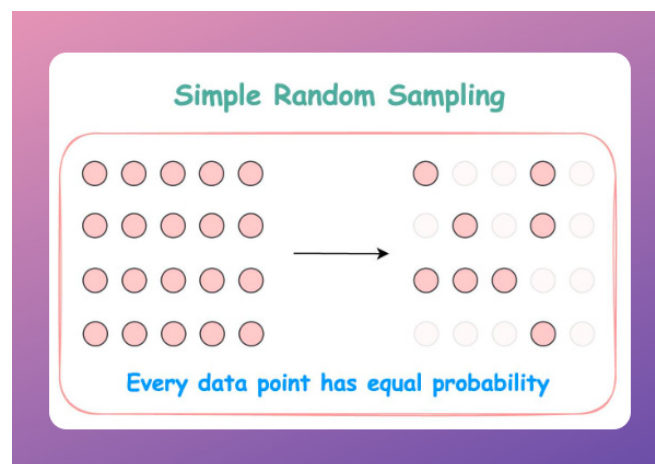 Simple Random Sampling
Every data point has equal probability